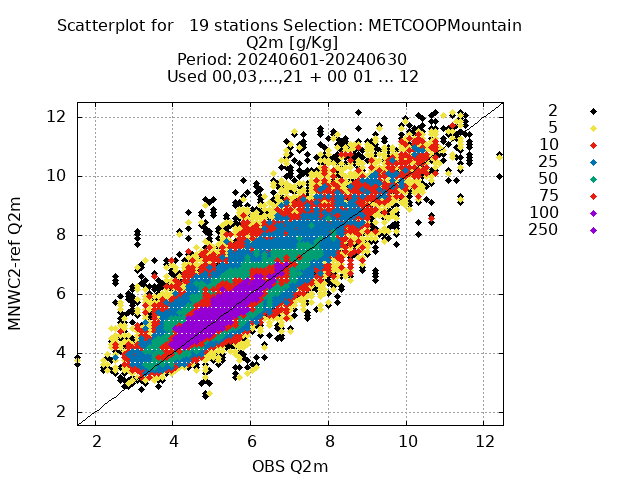 Scatterplot for   19 stations Selection: METCOOPMountain
Q2m [g/Kg]
Period: 20240601-20240630
Used 00,03,...,21 + 00 01 ... 12
12
10
8
6
4
2
MNWC2-ref Q2m
2 4 6 8 10 12
OBS Q2m
2
5
10
25
50
75
100
250